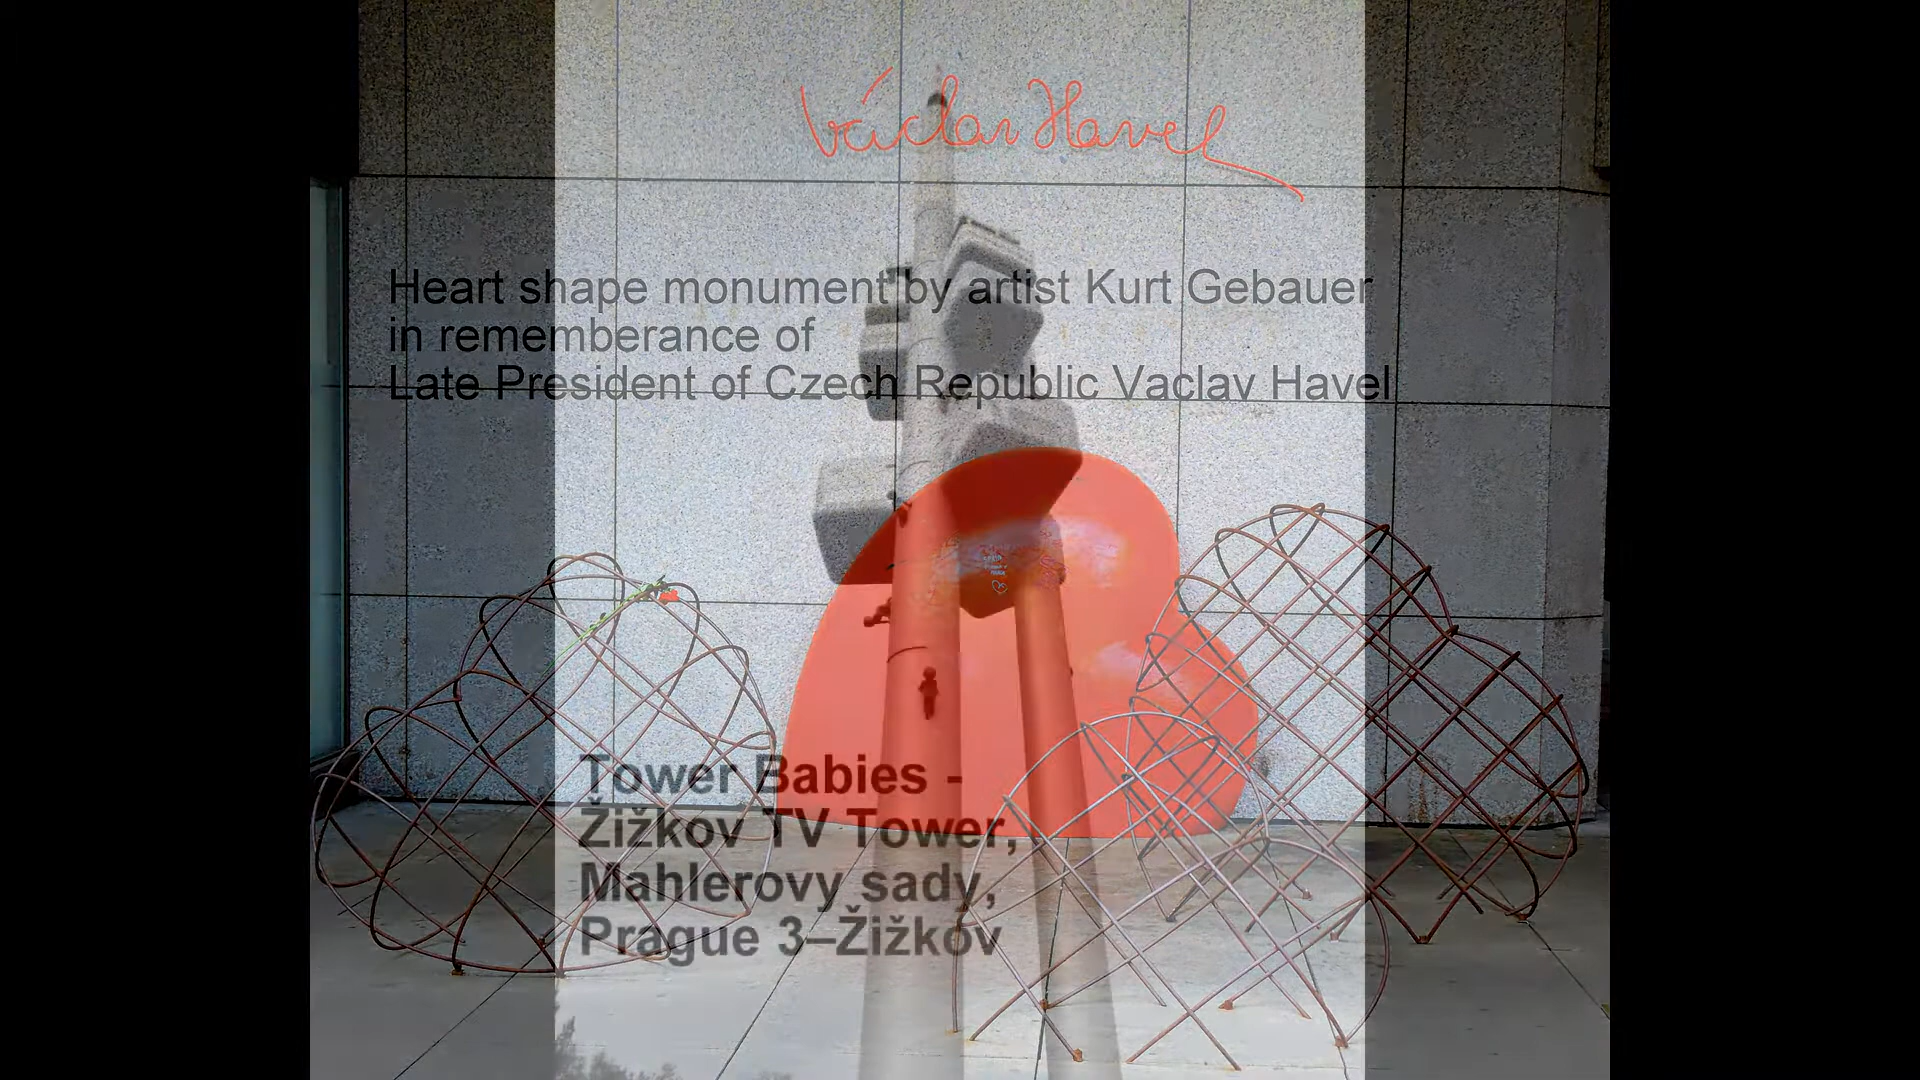 Václav Havel
Heart shape monument by artist Kurt Gebauer
in rememberance of
Late President of Czech Republic Vaclav Havel
Tower Babies -
Žižkov TV Tower,
Mahlerovy sady,
Prague 3–Žižkov